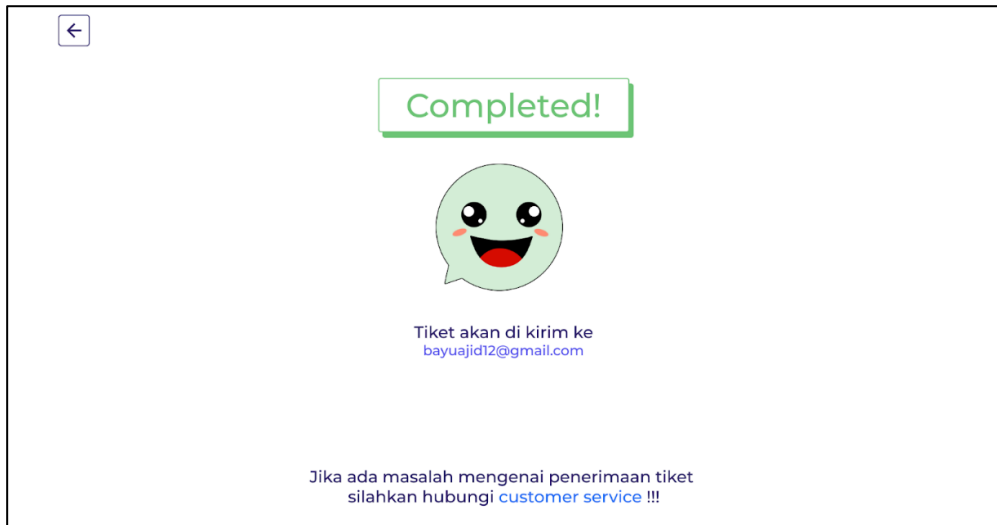 Completed!
Tiket akan di kirim ke
bayuajid12@gmail.com
Jika ada masalah mengenai penerimaan tiket
silahkan hubungi customer service !!!